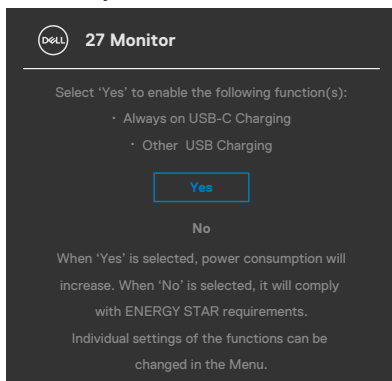 DELL 27 Monitor
Select ‘Yes’ to enable the following function(s):
· Always on USB-C Charging
· Other USB Charging
Yes
No
When ‘Yes’ is selected, power consumption will
increase. When ‘No’ is selected, it will comply
with ENERGY STAR requirements.
Individual settings of the functions can be
changed in the Menu.